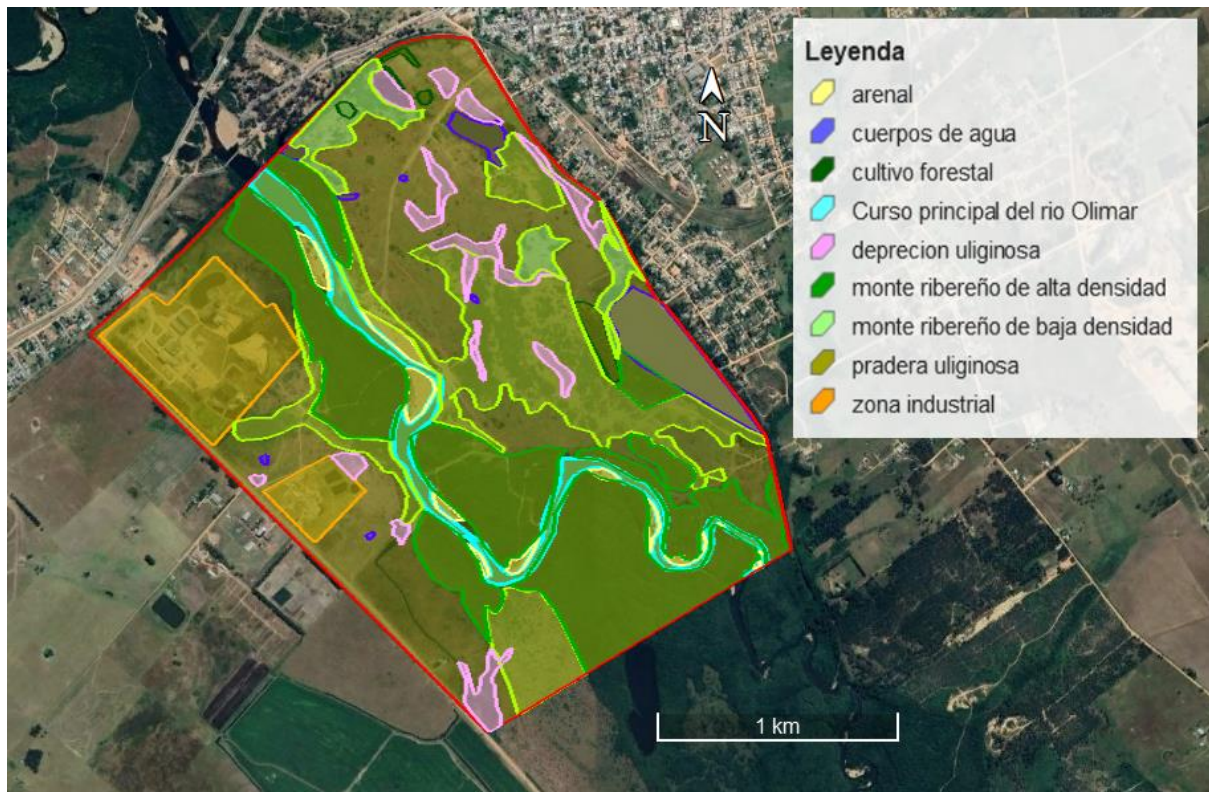 Leyenda
arenal
cuerpos de agua
cultivo forestal
Curso principal del rio Olimar
deprecion uliginosa
monte ribereño de alta densidad
monte ribereño de baja densidad
pradera uliginosa
zona industrial
N
1 km